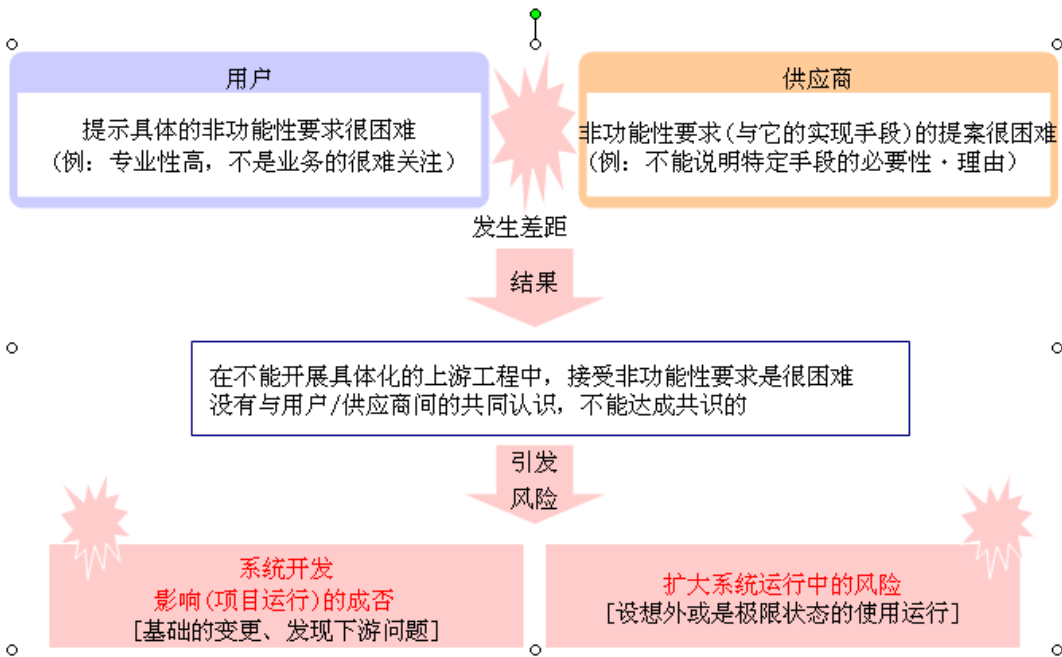 用户
提示具体的非功能性要求很困难
(例: 专业性高, 不是业务的很难关注)
供应商
非功能性要求(与它的实现手段)的提案很困难
(例: 不能说明特定手段的必要性·理由)
发生差距
结果
在不能开展具体化的上游工程中, 接受非功能性要求是很困难
没有与用户/供应商间的共同认识, 不能达成共识的
引发
风险
系统开发
影响(项目运行)的成否
[基础的变更、发现下游问题]
扩大系统运行中的风险
[设想外或是极限状态的使用运行]